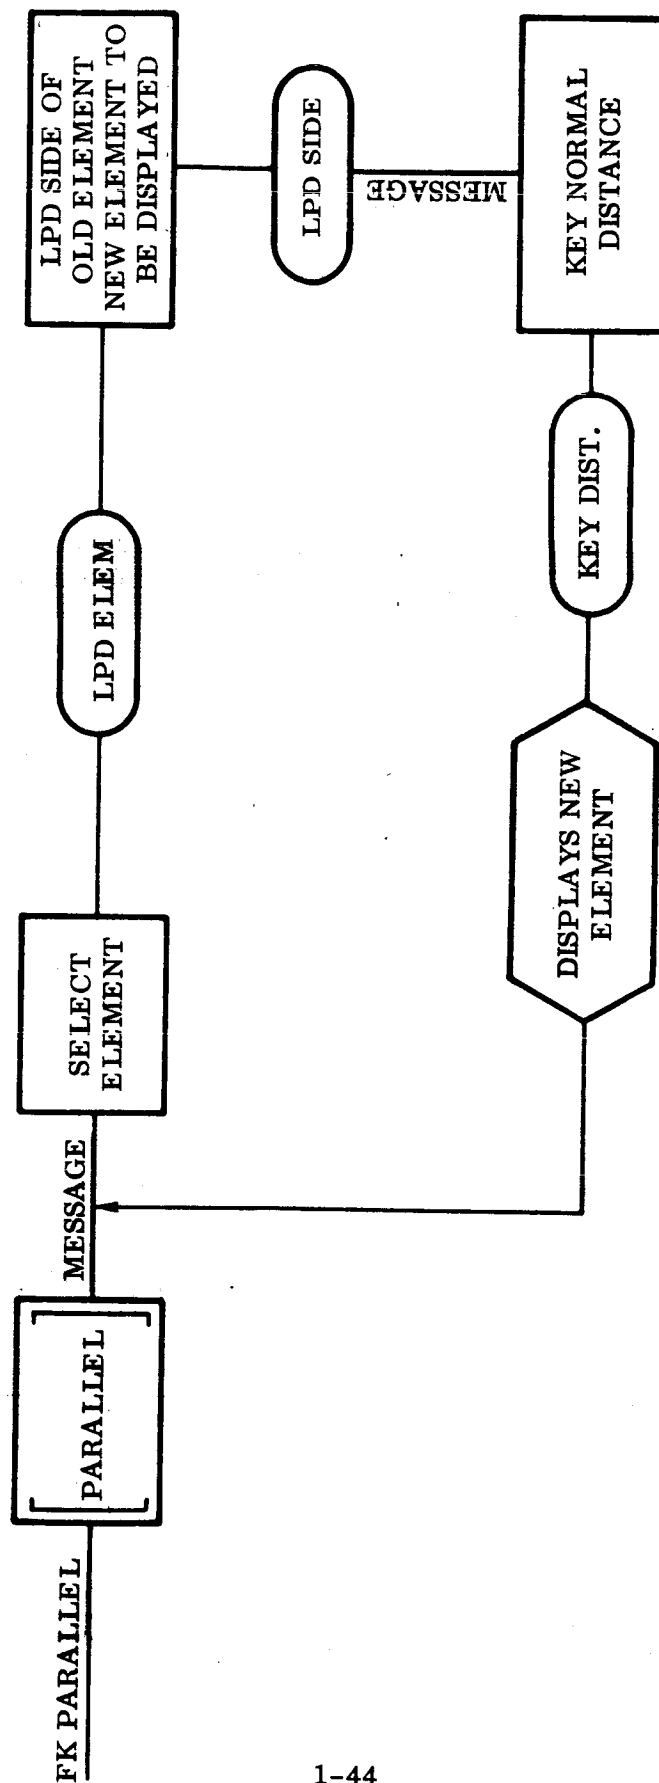 FK PARALLEL
PARALLEL
MESSAGE
SELECT
ELEMENT
LPD ELEM
LPD SIDE OF
OLD ELEMENT
NEW ELEMENT TO
BE DISPLAYED
LPD SIDE
MESSAGE
KEY NORMAL
DISTANCE
KEY DIST.
DISPLAYS NEW
ELEMENT
1-44